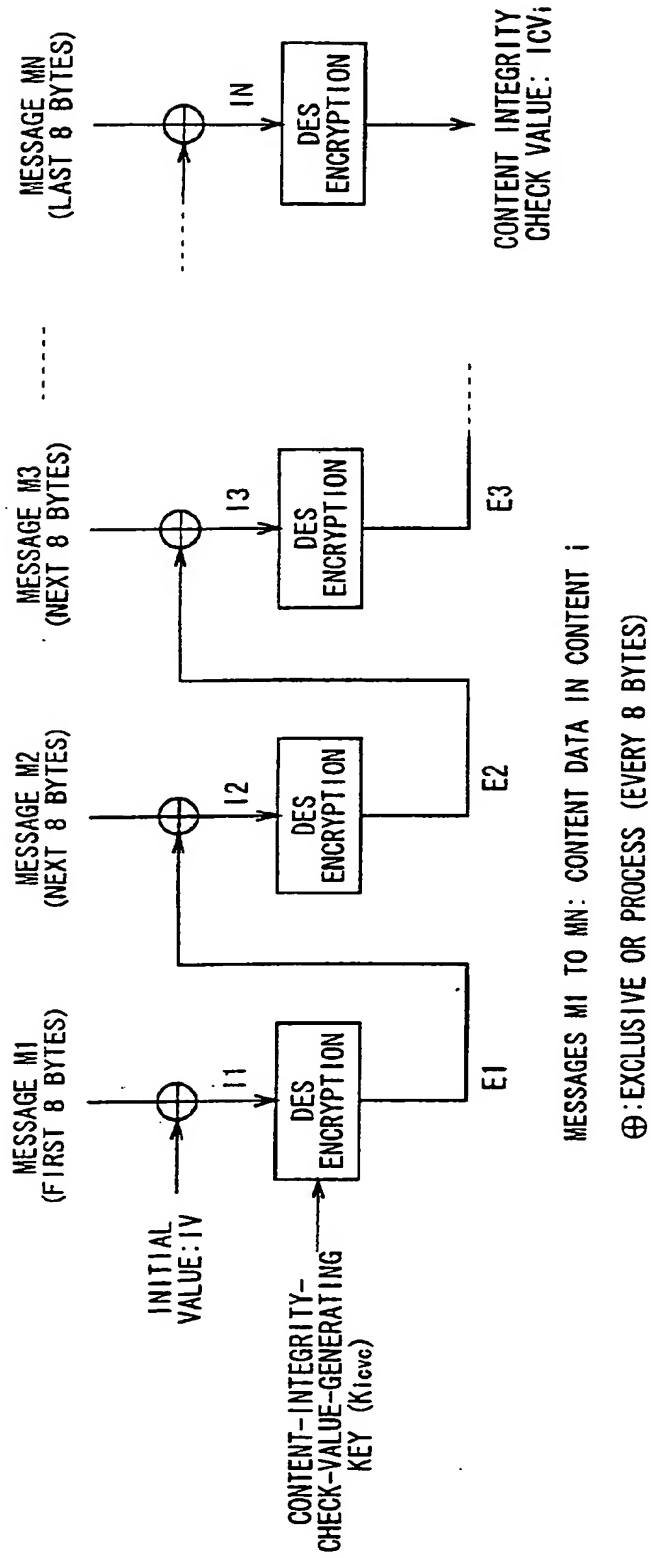 MESSAGE M1
(FIRST 8 BYTES)
MESSAGE M2
(NEXT 8 BYTES)
MESSAGE M3
(NEXT 8 BYTES)
MESSAGE MN
(LAST 8 BYTES)
INITIAL
VALUE:IV
I1
I2
I3
IN
CONTENT-INTEGRITY-
CHECK-VALUE-GENERATING
KEY (Kicvc)
DES
ENCRYPTION
DES
ENCRYPTION
DES
ENCRYPTION
DES
ENCRYPTION
E1
E2
E3
CONTENT INTEGRITY
CHECK VALUE: ICVi
MESSAGES M1 TO MN: CONTENT DATA IN CONTENT i
⊕:EXCLUSIVE OR PROCESS (EVERY 8 BYTES)